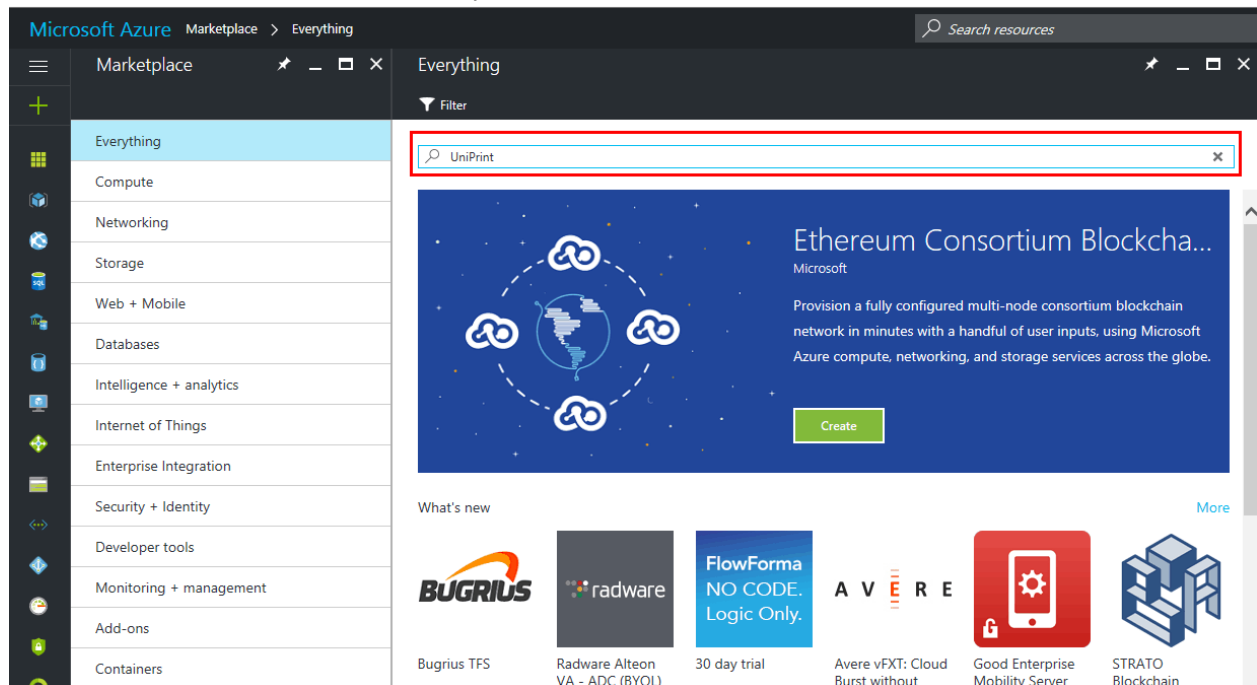 Microsoft Azure Marketplace > Everything
Search resources
Marketplace
Everything
Filter
Everything
Compute
Networking
Storage
Web + Mobile
Databases
Intelligence + analytics
Internet of Things
Enterprise Integration
Security + Identity
Developer tools
Monitoring + management
Add-ons
Containers
UniPrint
Ethereum Consortium Blockcha...
Microsoft
Provision a fully configured multi-node consortium blockchain
network in minutes with a handful of user inputs, using Microsoft
Azure compute, networking, and storage services across the globe.
Create
What's new
More
BUGRIUS
radware
FlowForma
NO CODE.
Logic Only.
AVERE
Bugrius TFS
Radware Alteon
VA - ADC (BYOL)
30 day trial
Avere vFXT: Cloud
Burst without
Good Enterprise
Mobility Server
STRATO
Blockchain
SQL